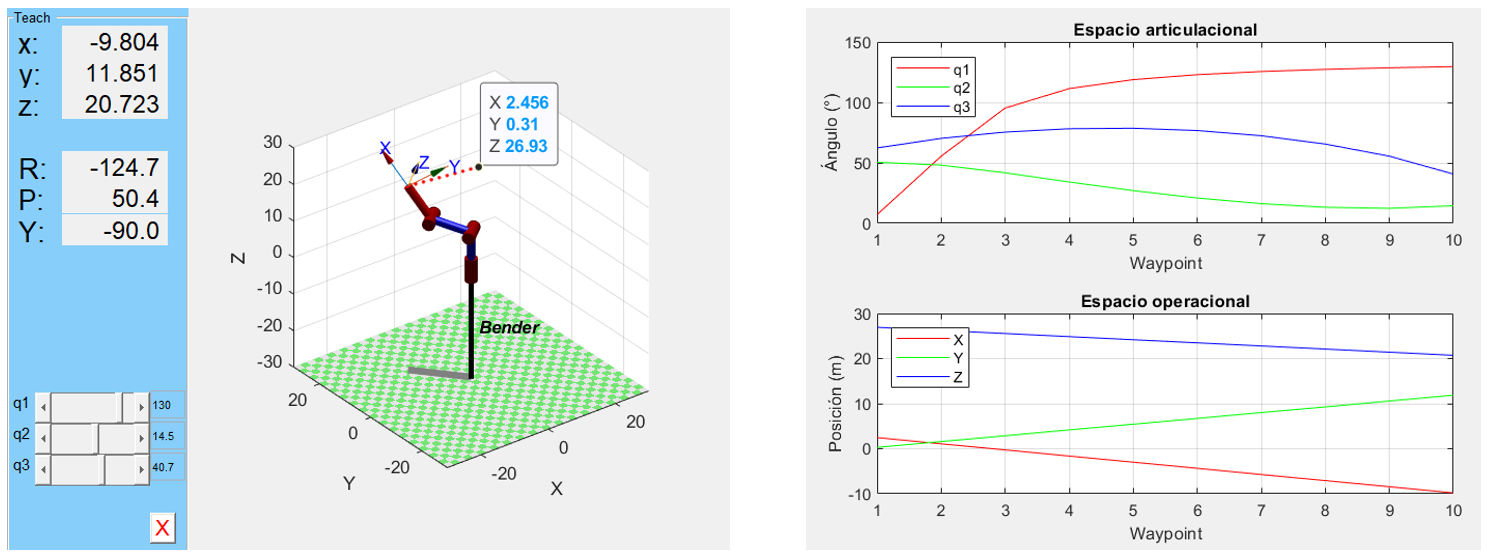 Teach
x: -9.804
y: 11.851
z: 20.723
R: -124.7
P: 50.4
Y: -90.0
q1 130
q2 14.5
q3 40.7
X
X 2.456
Y 0.31
Z 26.93
X Z Y
Bender
30
20
10
0
-10
-20
-30
Z
20
0
-20
Y
-20
0
20
X
Espacio articulacional
150
100
50
0
Ángulo (°)
q1
q2
q3
1 2 3 4 5 6 7 8 9 10
Waypoint
Espacio operacional
30
20
10
0
-10
Posición (m)
X
Y
Z
1 2 3 4 5 6 7 8 9 10
Waypoint